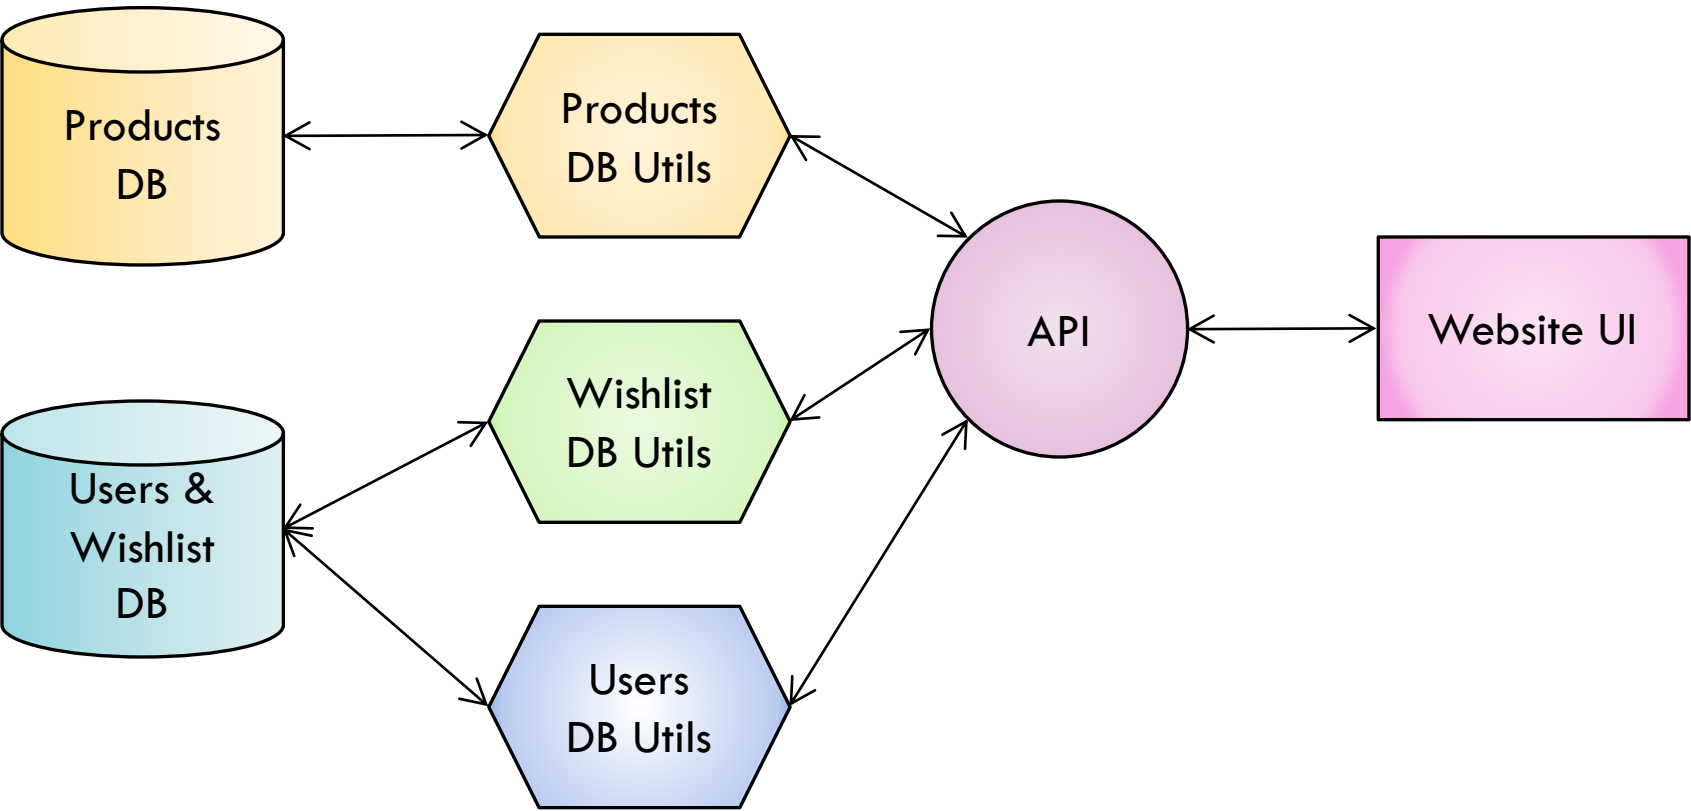 Products
DB
Products
DB Utils
Users &
Wishlist
DB
Wishlist
DB Utils
Users
DB Utils
API
Website UI